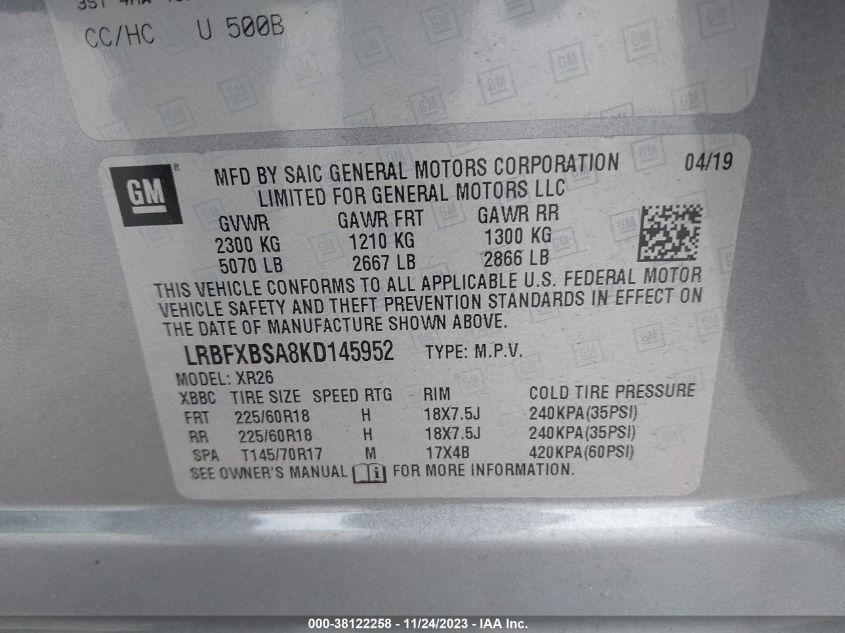 CC/HC U 500B
GM
MFD BY SAIC GENERAL MOTORS CORPORATION 04/19
LIMITED FOR GENERAL MOTORS LLC
GVWR GAWR FRT GAWR RR
2300 KG 1210 KG 1300 KG
5070 LB 2667 LB 2866 LB
THIS VEHICLE CONFORMS TO ALL APPLICABLE U.S. FEDERAL MOTOR
VEHICLE SAFETY AND THEFT PREVENTION STANDARDS IN EFFECT ON
THE DATE OF MANUFACTURE SHOWN ABOVE.
LRBFXBSA8KD145952 TYPE: M.P.V.
MODEL: XR26
XBBC TIRE SIZE SPEED RTG RIM COLD TIRE PRESSURE
FRT 225/60R18 H 18X7.5J 240KPA(35PSI)
RR 225/60R18 H 18X7.5J 240KPA(35PSI)
SPA T145/70R17 M 17X4B 420KPA(60PSI)
SEE OWNER'S MANUAL FOR MORE INFORMATION.
000-38122258 - 11/24/2023 - IAAI.com